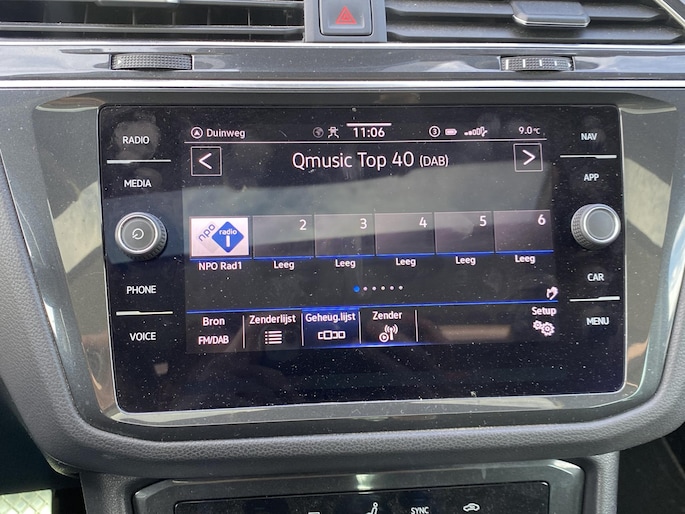 RADIO
MEDIA
PHONE
VOICE
Duinweg 11:06 3 9.0°C
< Qmusic Top 40 (DAB) >
npo radio 1 2 3 4 5 6
NPO Rad1 Leeg Leeg Leeg Leeg Leeg
Bron Zenderlijst Geheug.lijst Zender Setup
FM/DAB
NAV
APP
CAR
MENU
SYNC